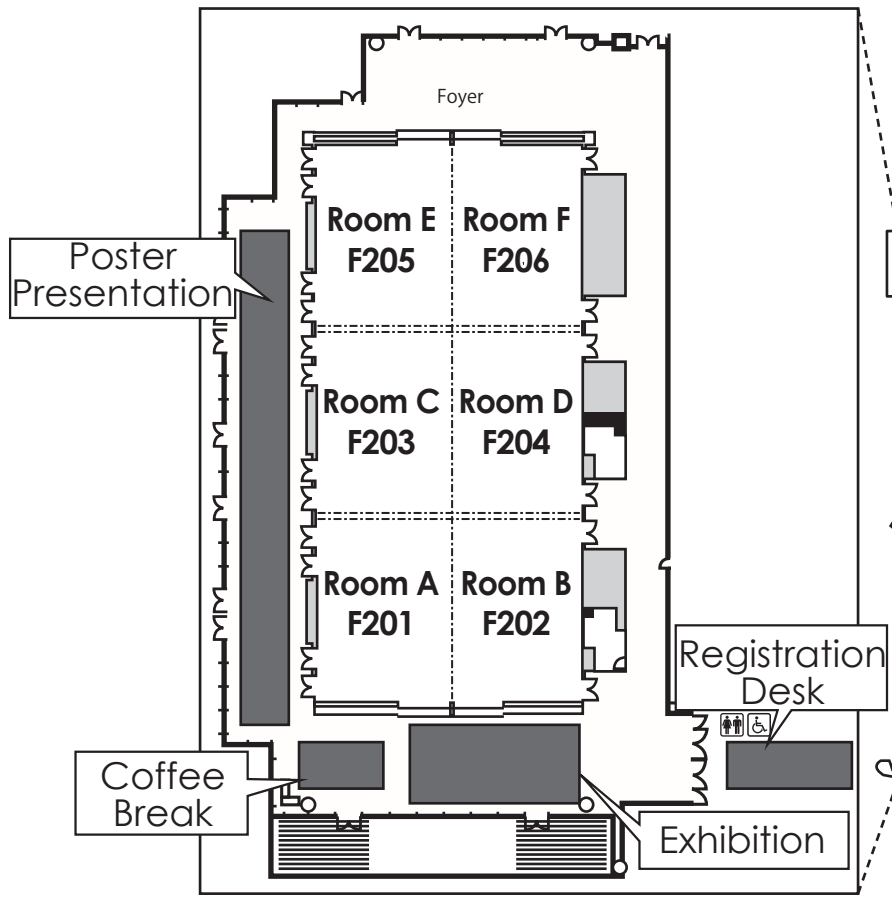 Foyer
Room E
F205
Room F
F206
Poster
Presentation
Room C
F203
Room D
F204
Room A
F201
Room B
F202
Registration
Desk
Coffee
Break
Exhibition